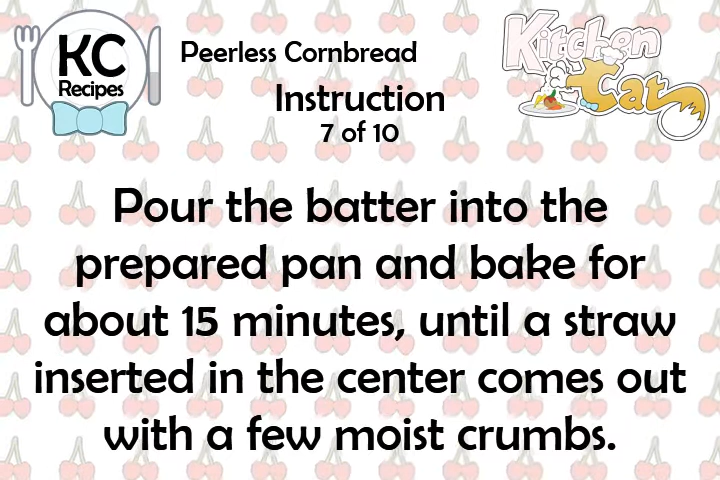 KC
Recipes
Peerless Cornbread
Kitchen
Cat
Instruction
7 of 10
Pour the batter into the
prepared pan and bake for
about 15 minutes, until a straw
inserted in the center comes out
with a few moist crumbs.